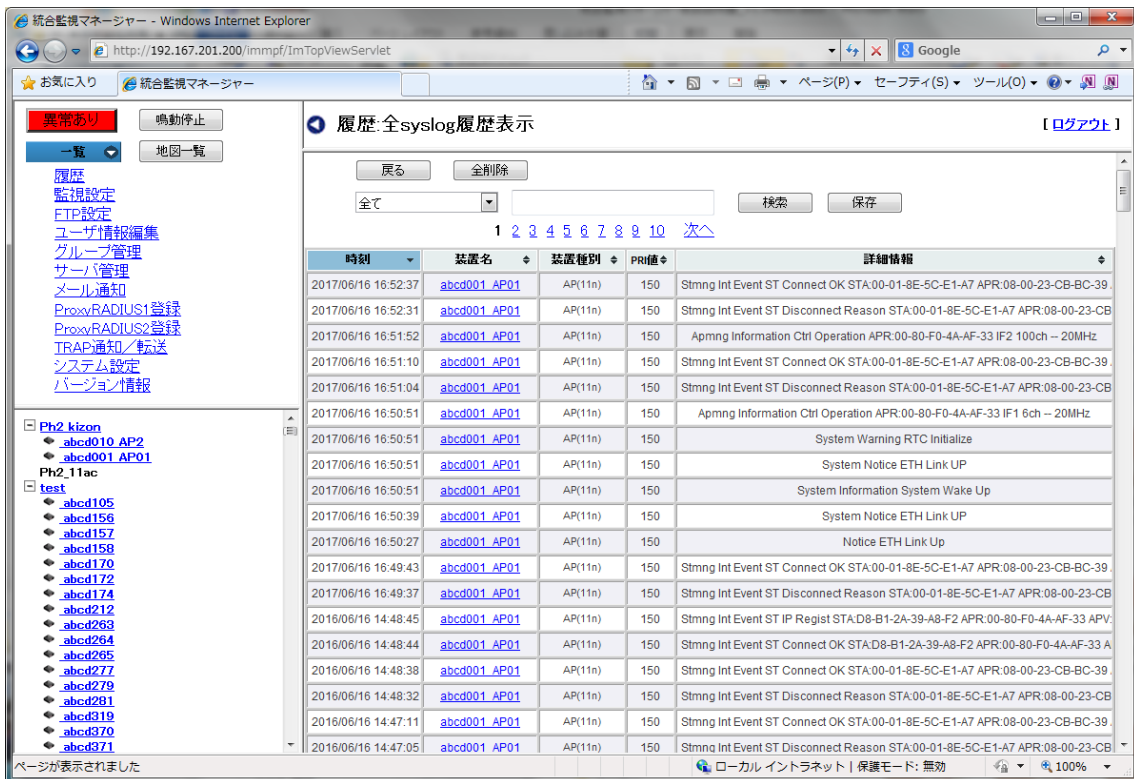 統合監視マネージャー - Windows Internet Explorer
http://192.167.201.200/immpf/ImTopViewServlet
Google
お気に入り
統合監視マネージャー
ページ(P)
セーフティ(S)
ツール(O)
異常あり
鳴動停止
一覧
地図一覧
履歴
監視設定
FTP設定
ユーザ情報編集
グループ管理
サーバ管理
メール通知
ProxyRADIUS1登録
ProxyRADIUS2登録
TRAP通知／転送
システム設定
バージョン情報
Ph2 kizon
abcd010 AP2
abcd001 AP01
Ph2_11ac
test
abcd105
abcd156
abcd157
abcd158
abcd170
abcd172
abcd174
abcd212
abcd263
abcd264
abcd265
abcd277
abcd279
abcd281
abcd319
abcd370
abcd371
履歴:全syslog履歴表示
[ ログアウト ]
戻る
全削除
全て
検索
保存
1 2 3 4 5 6 7 8 9 10 次へ
時刻 装置名 装置種別 PRI値 詳細情報
2017/06/16 16:52:37 abcd001 AP01 AP(11n) 150 Stmng Int Event ST Connect OK STA:00-01-8E-5C-E1-A7 APR:08-00-23-CB-BC-39
2017/06/16 16:52:31 abcd001 AP01 AP(11n) 150 Stmng Int Event ST Disconnect Reason STA:00-01-8E-5C-E1-A7 APR:08-00-23-CB
2017/06/16 16:51:52 abcd001 AP01 AP(11n) 150 Apmng Information Ctrl Operation APR:00-80-F0-4A-AF-33 IF2 100ch -- 20MHz
2017/06/16 16:51:10 abcd001 AP01 AP(11n) 150 Stmng Int Event ST Connect OK STA:00-01-8E-5C-E1-A7 APR:08-00-23-CB-BC-39
2017/06/16 16:51:04 abcd001 AP01 AP(11n) 150 Stmng Int Event ST Disconnect Reason STA:00-01-8E-5C-E1-A7 APR:08-00-23-CB
2017/06/16 16:50:51 abcd001 AP01 AP(11n) 150 Apmng Information Ctrl Operation APR:00-80-F0-4A-AF-33 IF1 6ch -- 20MHz
2017/06/16 16:50:51 abcd001 AP01 AP(11n) 150 System Warning RTC Initialize
2017/06/16 16:50:51 abcd001 AP01 AP(11n) 150 System Notice ETH Link UP
2017/06/16 16:50:51 abcd001 AP01 AP(11n) 150 System Information System Wake Up
2017/06/16 16:50:39 abcd001 AP01 AP(11n) 150 System Notice ETH Link UP
2017/06/16 16:50:27 abcd001 AP01 AP(11n) 150 Notice ETH Link Up
2017/06/16 16:49:43 abcd001 AP01 AP(11n) 150 Stmng Int Event ST Connect OK STA:00-01-8E-5C-E1-A7 APR:08-00-23-CB-BC-39
2017/06/16 16:49:37 abcd001 AP01 AP(11n) 150 Stmng Int Event ST Disconnect Reason STA:00-01-8E-5C-E1-A7 APR:08-00-23-CB
2016/06/16 14:48:45 abcd001 AP01 AP(11n) 150 Stmng Int Event ST IP Regist STA:D8-B1-2A-39-A8-F2 APR:00-80-F0-4A-AF-33 APV:
2016/06/16 14:48:44 abcd001 AP01 AP(11n) 150 Stmng Int Event ST Connect OK STA:D8-B1-2A-39-A8-F2 APR:00-80-F0-4A-AF-33 A
2016/06/16 14:48:38 abcd001 AP01 AP(11n) 150 Stmng Int Event ST Connect OK STA:00-01-8E-5C-E1-A7 APR:08-00-23-CB-BC-39
2016/06/16 14:48:32 abcd001 AP01 AP(11n) 150 Stmng Int Event ST Disconnect Reason STA:00-01-8E-5C-E1-A7 APR:08-00-23-CB
2016/06/16 14:47:11 abcd001 AP01 AP(11n) 150 Stmng Int Event ST Connect OK STA:00-01-8E-5C-E1-A7 APR:08-00-23-CB-BC-39
2016/06/16 14:47:05 abcd001 AP01 AP(11n) 150 Stmng Int Event ST Disconnect Reason STA:00-01-8E-5C-E1-A7 APR:08-00-23-CB
ページが表示されました
ローカル イントラネット | 保護モード: 無効
100%